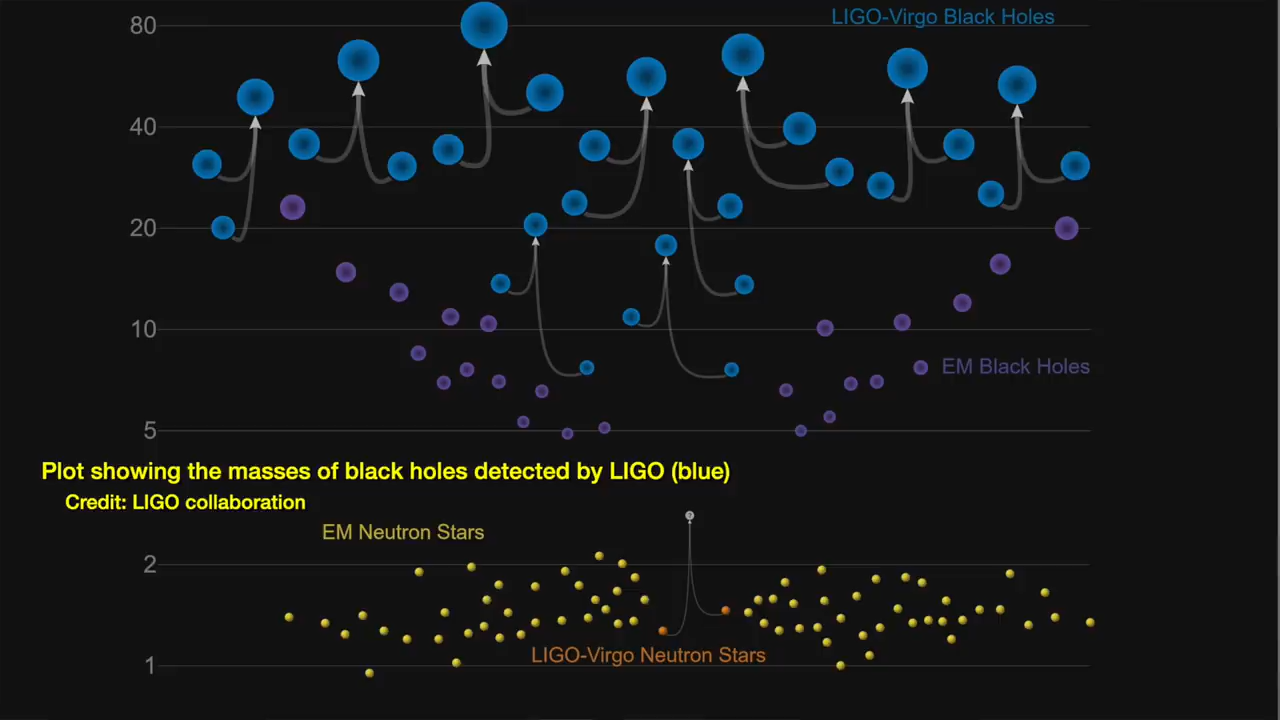 80
LIGO-Virgo Black Holes
40
20
10
EM Black Holes
5
Plot showing the masses of black holes detected by LIGO (blue)
Credit: LIGO collaboration
?
EM Neutron Stars
2
LIGO-Virgo Neutron Stars
1